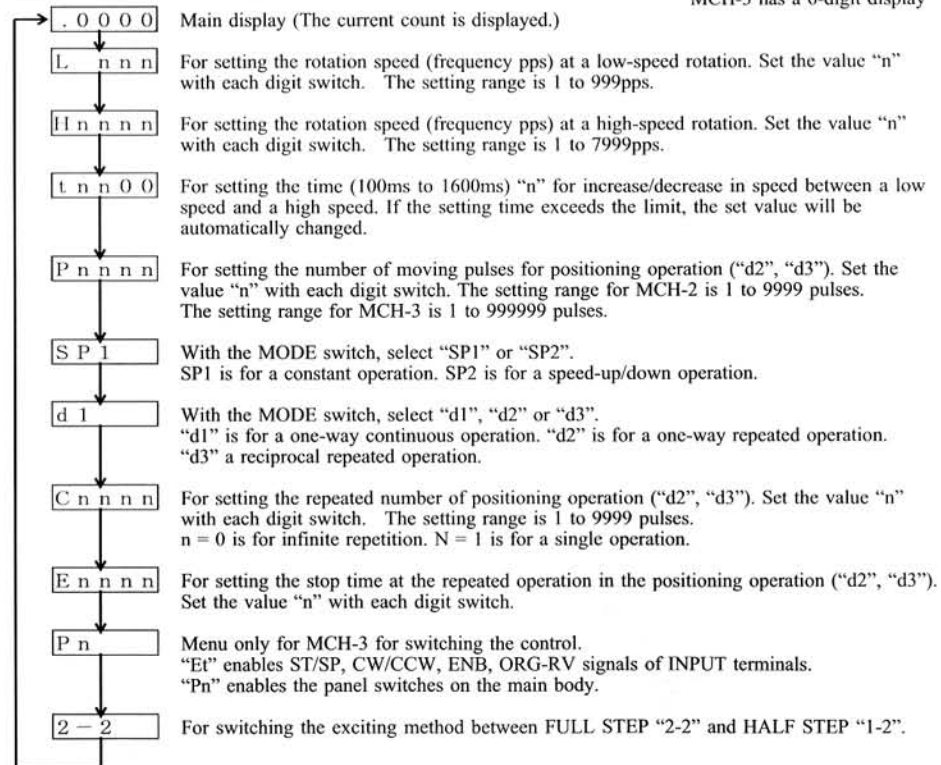 MCH-3 has a 6-digit display
.0000 Main display (The current count is displayed.)
L nnn For setting the rotation speed (frequency pps) at a low-speed rotation. Set the value “n”
with each digit switch. The setting range is 1 to 999pps.
Hnnnn For setting the rotation speed (frequency pps) at a high-speed rotation. Set the value “n”
with each digit switch. The setting range is 1 to 7999pps.
tnn00 For setting the time (100ms to 1600ms) “n” for increase/decrease in speed between a low
speed and a high speed. If the setting time exceeds the limit, the set value will be
automatically changed.
Pnnnn For setting the number of moving pulses for positioning operation (“d2”, “d3”). Set the
value “n” with each digit switch. The setting range for MCH-2 is 1 to 9999 pulses.
The setting range for MCH-3 is 1 to 999999 pulses.
SP1 With the MODE switch, select “SP1” or “SP2”.
SP1 is for a constant operation. SP2 is for a speed-up/down operation.
d1 With the MODE switch, select “d1”, “d2” or “d3”.
“d1” is for a one-way continuous operation. “d2” is for a one-way repeated operation.
“d3” a reciprocal repeated operation.
Cnnnn For setting the repeated number of positioning operation (“d2”, “d3”). Set the value “n”
with each digit switch. The setting range is 1 to 9999 pulses.
n = 0 is for infinite repetition. N = 1 is for a single operation.
Ennnn For setting the stop time at the repeated operation in the positioning operation (“d2”, “d3”).
Set the value “n” with each digit switch.
Pn Menu only for MCH-3 for switching the control.
“Et” enables ST/SP, CW/CCW, ENB, ORG-RV signals of INPUT terminals.
“Pn” enables the panel switches on the main body.
2-2 For switching the exciting method between FULL STEP “2-2” and HALF STEP “1-2”.